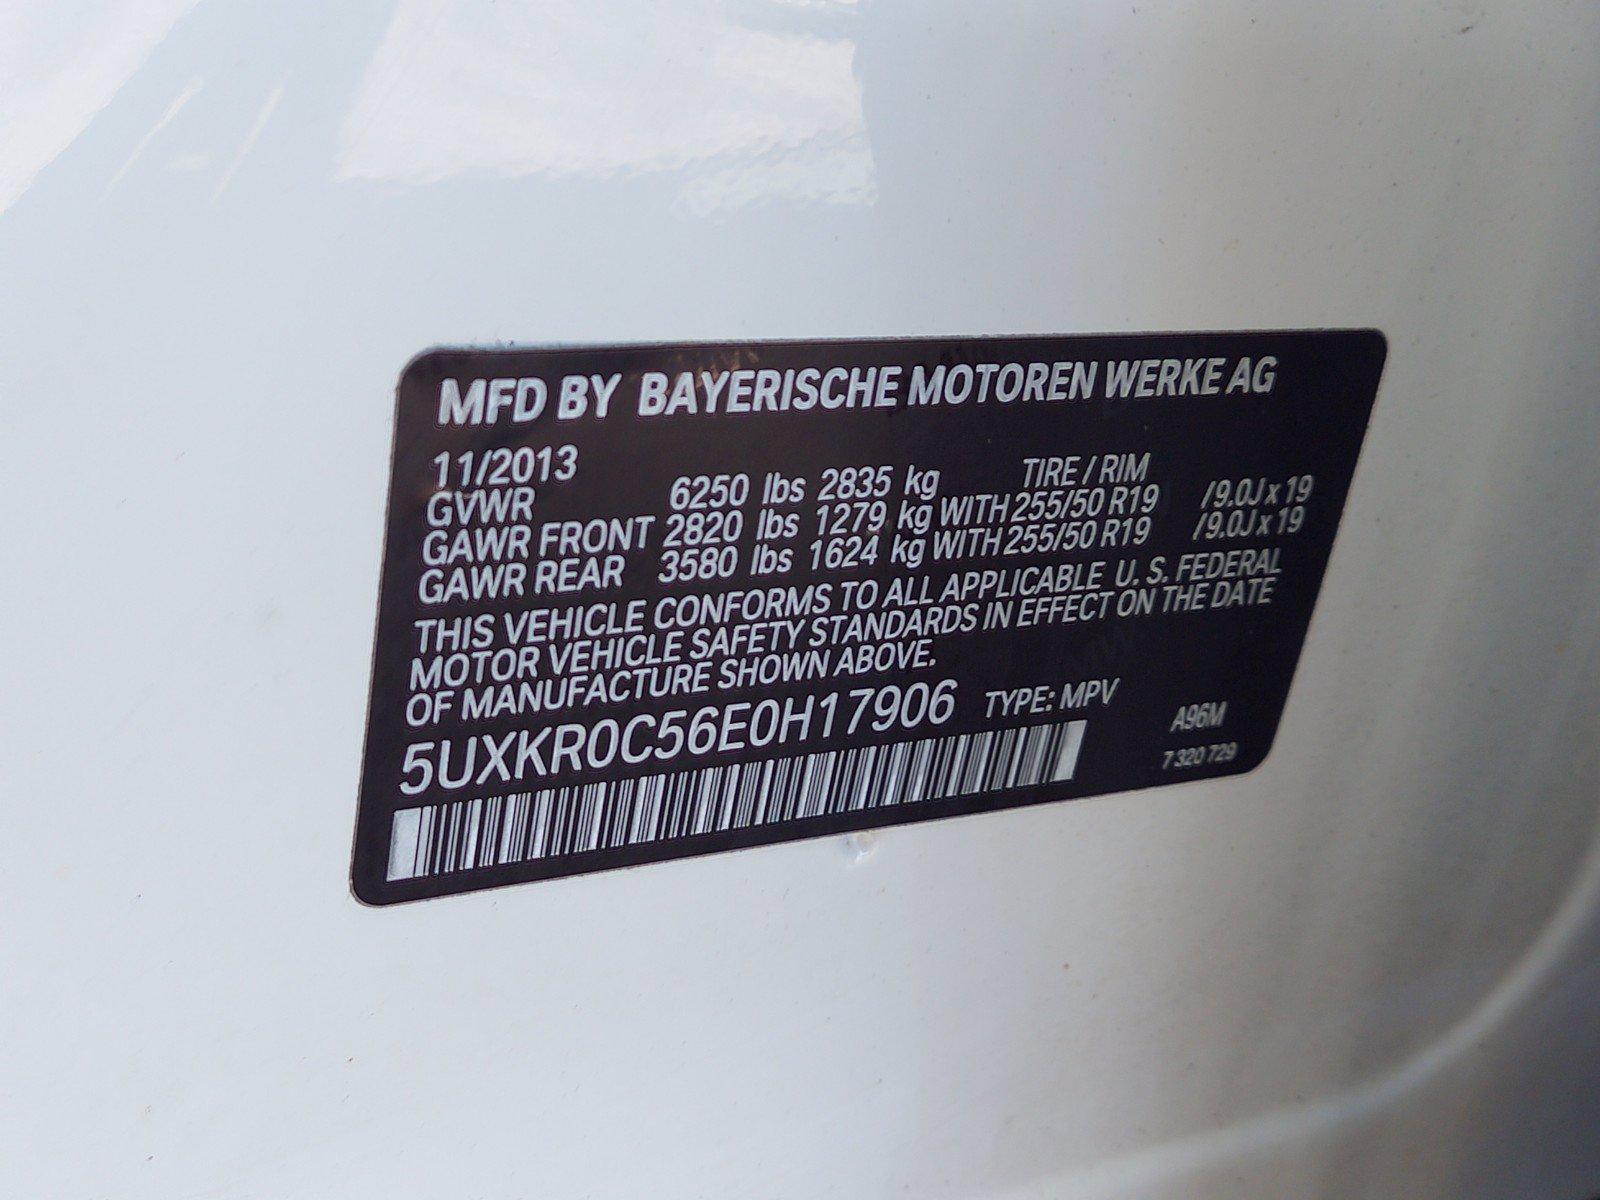 MFD BY BAYERISCHE MOTOREN WERKE AG
11/2013 TIRE / RIM
GVWR 6250 lbs 2835 kg
GAWR FRONT 2820 lbs 1279 kg WITH 255/50 R19 /9.0J x 19
GAWR REAR 3580 lbs 1624 kg WITH 255/50 R19 /9.0J x 19
THIS VEHICLE CONFORMS TO ALL APPLICABLE U. S. FEDERAL
MOTOR VEHICLE SAFETY STANDARDS IN EFFECT ON THE DATE
OF MANUFACTURE SHOWN ABOVE.
5UXKR0C56E0H17906 TYPE: MPV A96M
7 320 729